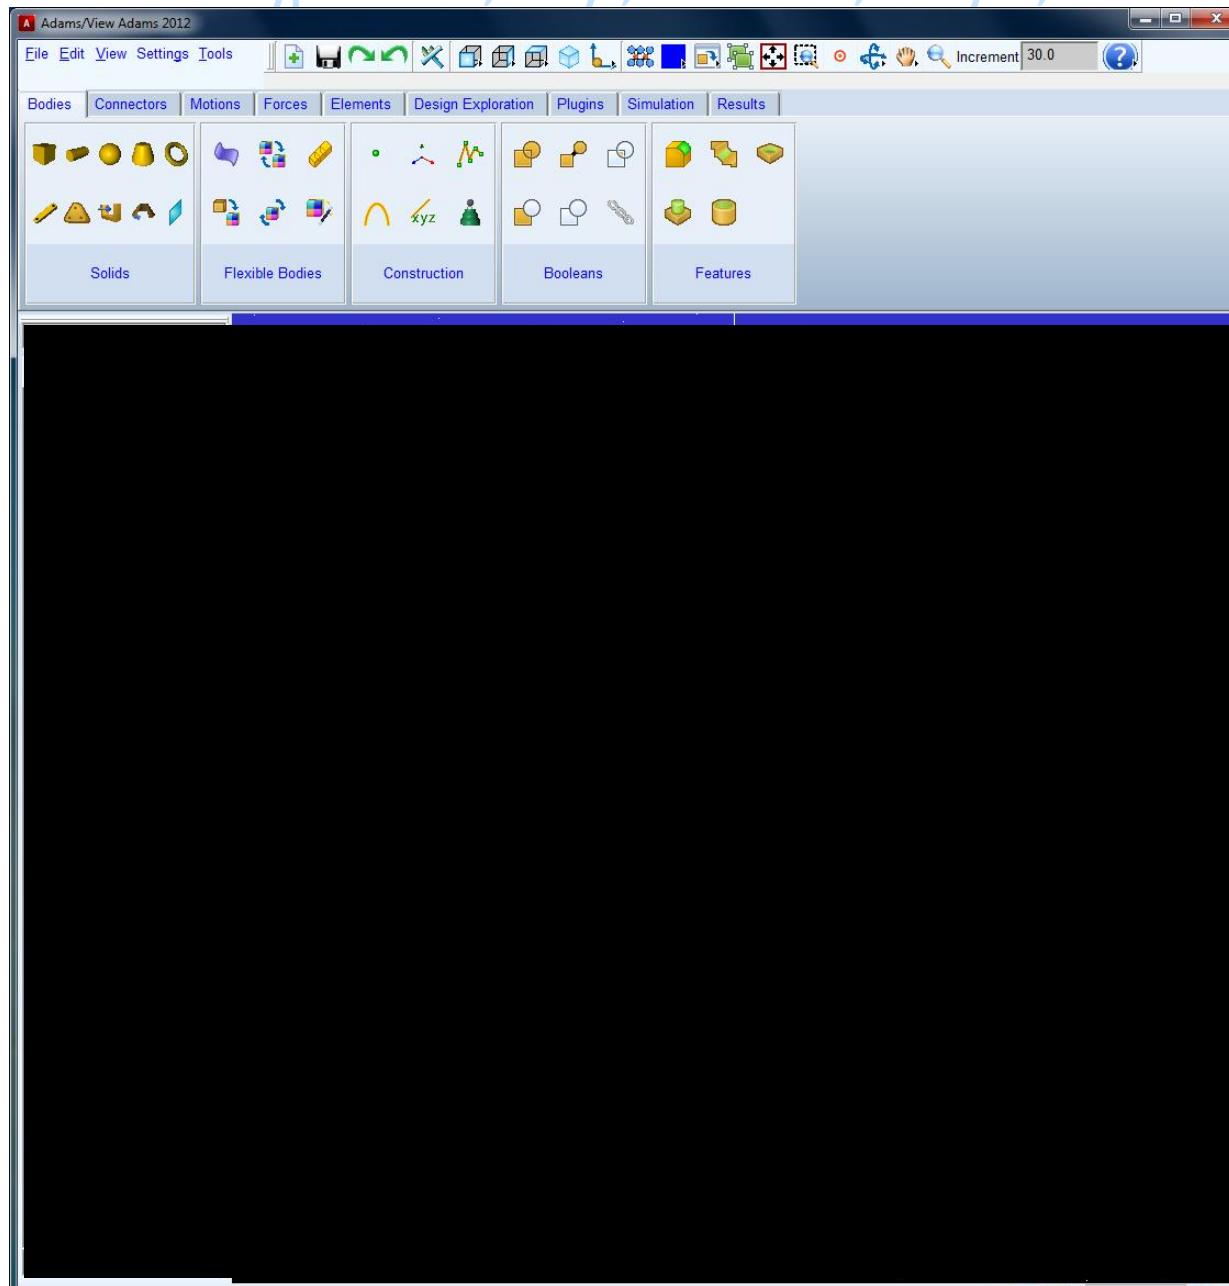 Adams/View Adams 2012
File Edit View Settings Tools
Increment 30.0
Bodies Connectors Motions Forces Elements Design Exploration Plugins Simulation Results
xyz
Solids Flexible Bodies Construction Booleans Features